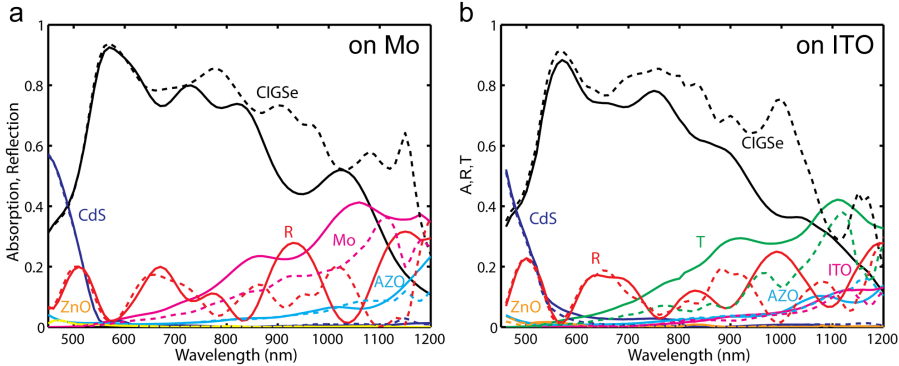 a
on Mo
Absorption, Reflection
1
0.8
0.6
0.4
0.2
0
CIGSe
CdS
R
Mo
AZO
ZnO
500 600 700 800 900 1000 1100 1200
Wavelength (nm)
b
on ITO
A,R,T
1
0.8
0.6
0.4
0.2
0
CIGSe
CdS
T
R
ITO
AZO
ZnO
500 600 700 800 900 1000 1100 1200
Wavelength (nm)